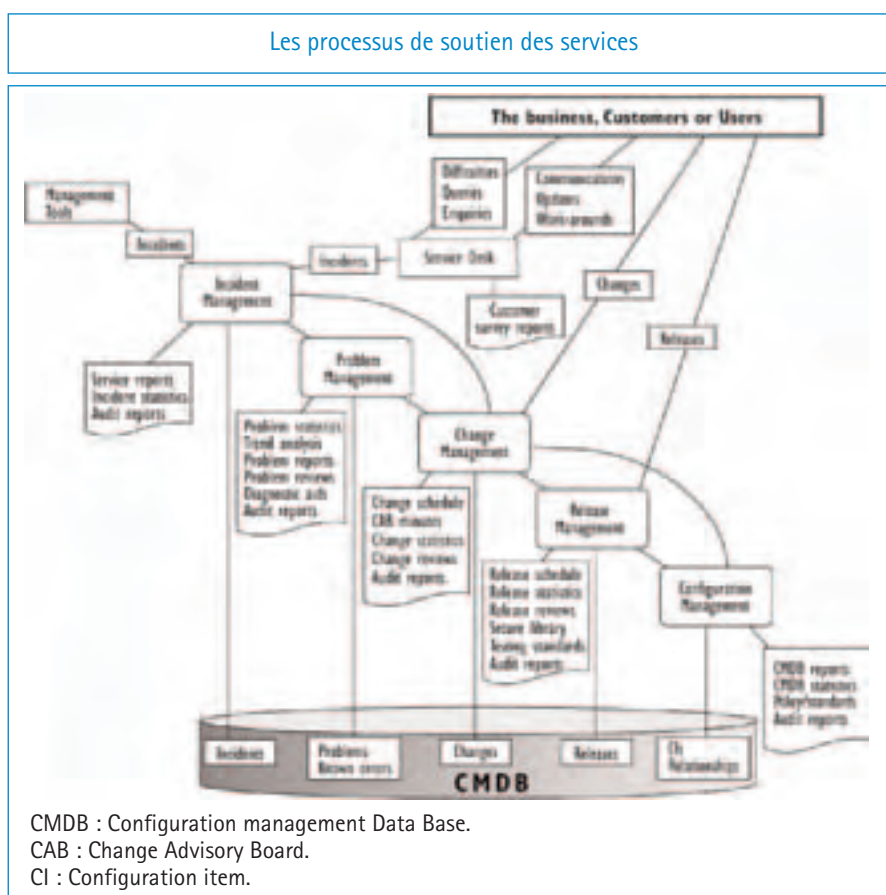 Les processus de soutien des services
The business, Customers or Users
Difficulties
Queries
Enquiries
Communications
Updates
Work-arounds
Management
Tools
Incidents
Incidents
Service Desk
Changes
Incident
Management
Customer
survey reports
Releases
Problem
Management
Service reports
Incident statistics
Audit reports
Change
Management
Problem statistics
Trend analysis
Problem reports
Problem reviews
Diagnostic aids
Audit reports
Release
Management
Change schedule
CAB minutes
Change statistics
Change reviews
Audit reports
Configuration
Management
Release schedule
Release statistics
Release reviews
Secure library
Testing standards
Audit reports
CMDB reports
CMDB statistics
Policy/standards
Audit reports
Incidents
Problems
Known errors
Changes
Releases
CIs
Relationships
CMDB
CMDB : Configuration management Data Base.
CAB : Change Advisory Board.
CI : Configuration item.